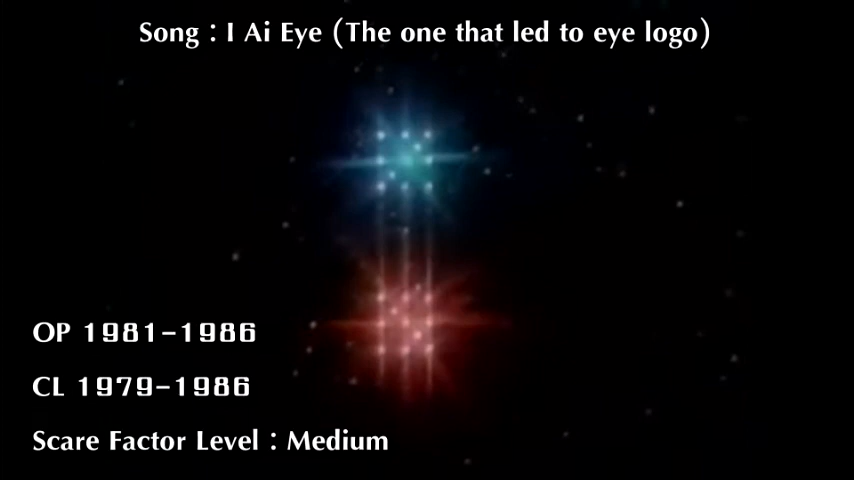 Song : I Ai Eye (The one that led to eye logo)
OP 1981-1986
CL 1979-1986
Scare Factor Level : Medium